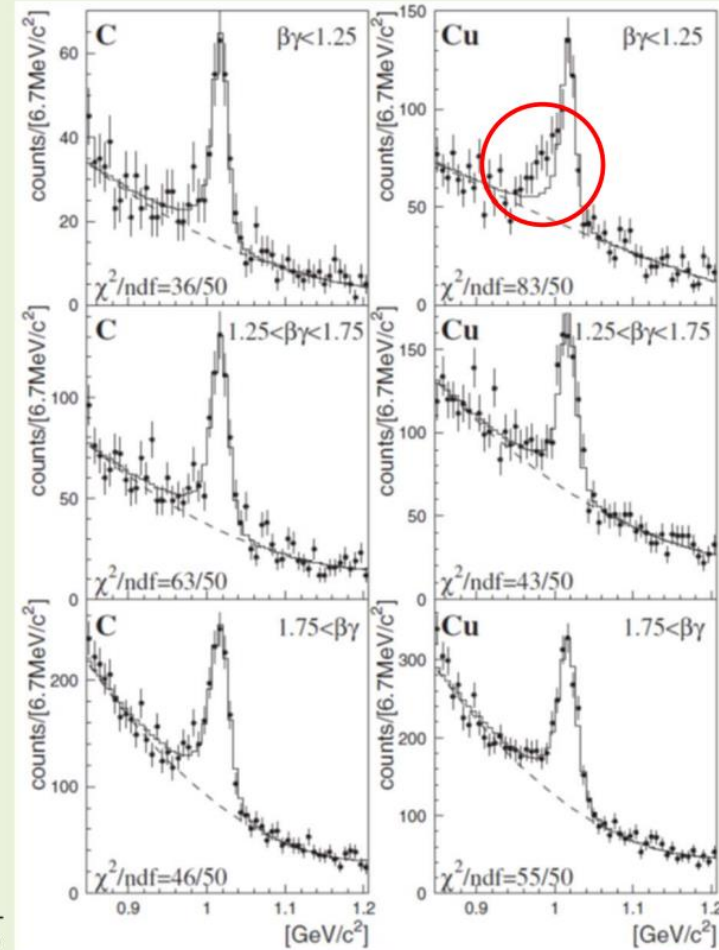 C
βγ<1.25
counts/[6.7MeV/c²]
60
40
20
0
χ²/ndf=36/50
Cu
βγ<1.25
counts/[6.7MeV/c²]
150
100
50
0
χ²/ndf=83/50
C
1.25<βγ<1.75
counts/[6.7MeV/c²]
100
50
0
χ²/ndf=63/50
Cu
1.25<βγ<1.75
counts/[6.7MeV/c²]
150
100
50
0
χ²/ndf=43/50
C
1.75<βγ
counts/[6.7MeV/c²]
200
100
0
χ²/ndf=46/50
0.9
1
1.1
1.2
[GeV/c²]
Cu
1.75<βγ
counts/[6.7MeV/c²]
300
200
100
0
χ²/ndf=55/50
0.9
1
1.1
1.2
[GeV/c²]